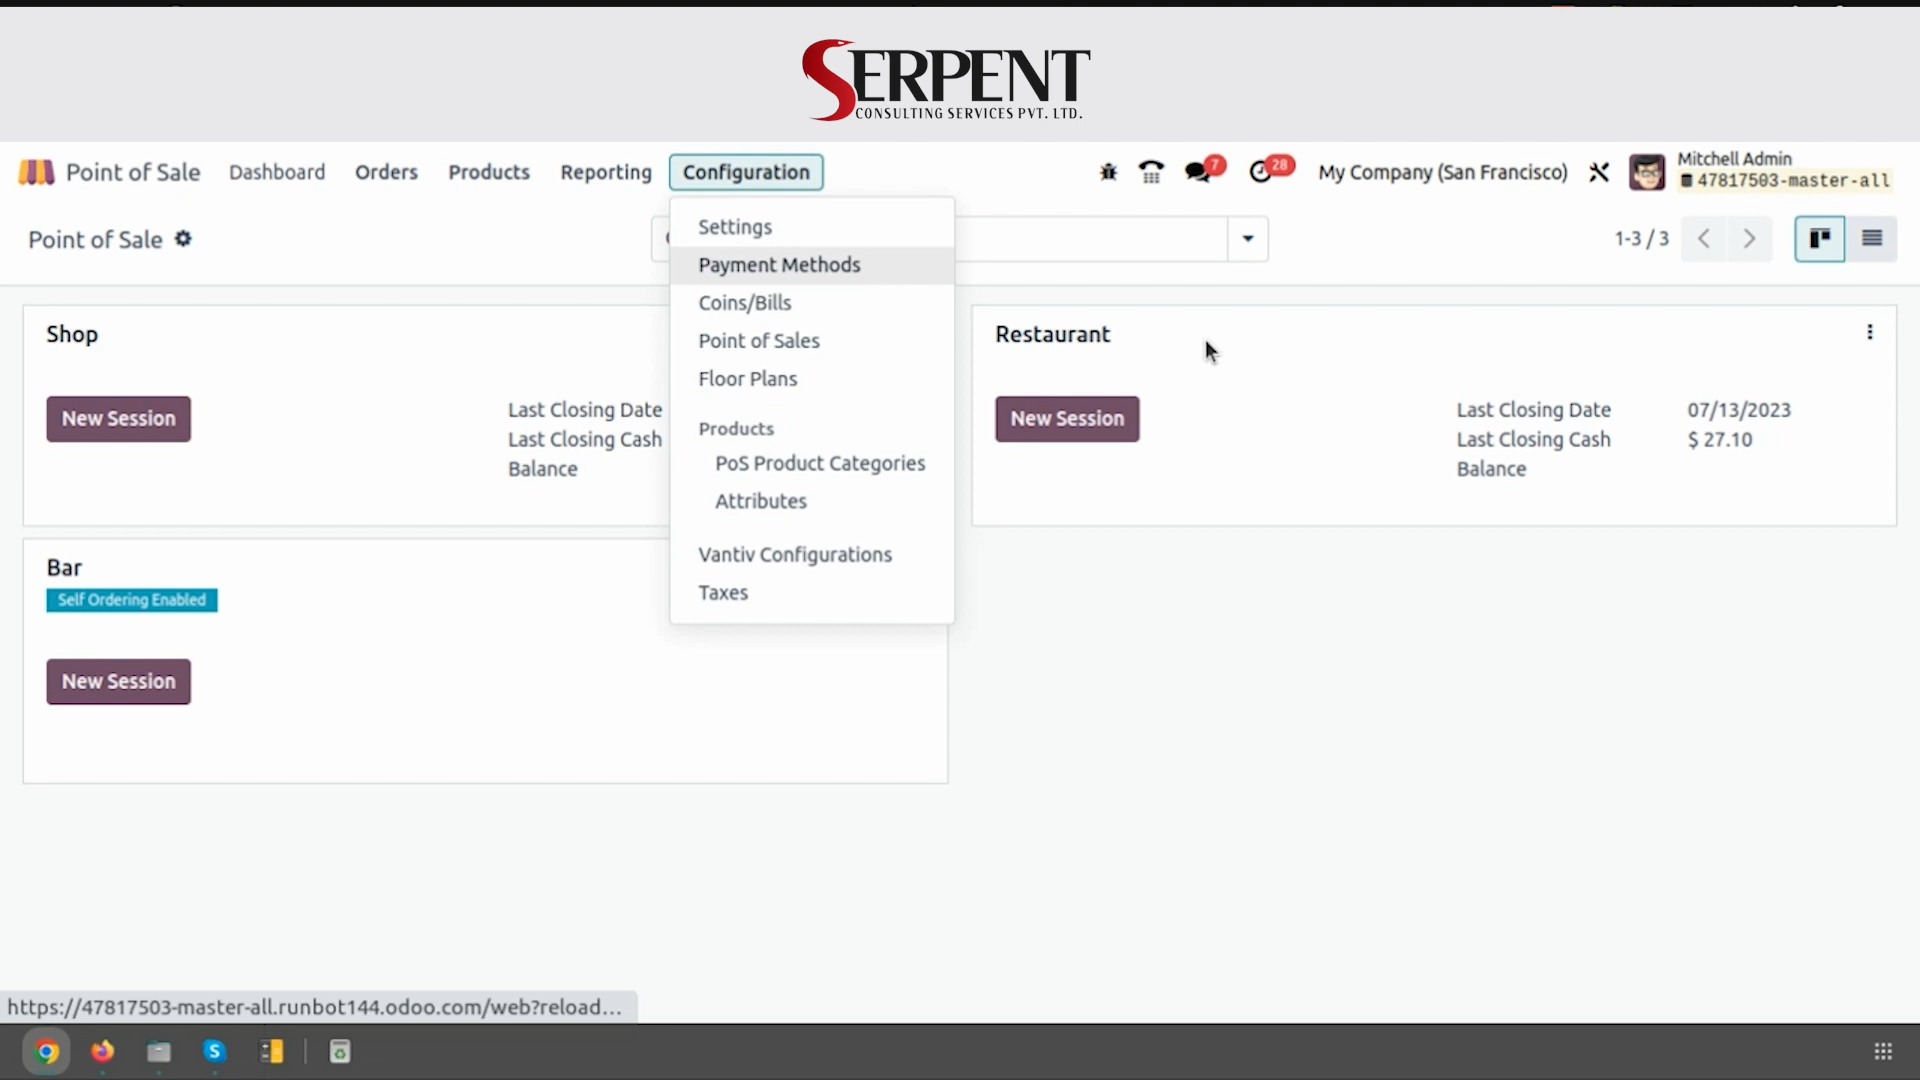 SERPENT
CONSULTING SERVICES PVT. LTD.
Point of Sale Dashboard Orders Products Reporting Configuration 7 28 My Company (San Francisco) Mitchell Admin
47817503-master-all
Point of Sale
1-3 / 3
Settings
Payment Methods
Coins/Bills
Point of Sales
Floor Plans
Products
PoS Product Categories
Attributes
Vantiv Configurations
Taxes
Shop
New Session
Last Closing Date
Last Closing Cash
Balance
Restaurant
New Session
Last Closing Date 07/13/2023
Last Closing Cash $ 27.10
Balance
Bar
Self Ordering Enabled
New Session
https://47817503-master-all.runbot144.odoo.com/web?reload...